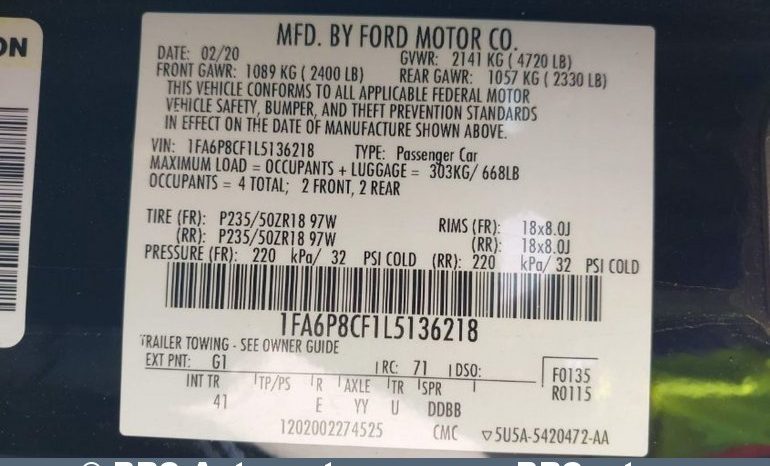 ON
MFD. BY FORD MOTOR CO.
DATE: 02/20 GVWR: 2141 KG ( 4720 LB)
FRONT GAWR: 1089 KG ( 2400 LB) REAR GAWR: 1057 KG ( 2330 LB)
THIS VEHICLE CONFORMS TO ALL APPLICABLE FEDERAL MOTOR
VEHICLE SAFETY, BUMPER, AND THEFT PREVENTION STANDARDS
IN EFFECT ON THE DATE OF MANUFACTURE SHOWN ABOVE.
VIN: 1FA6P8CF1L5136218 TYPE: Passenger Car
MAXIMUM LOAD = OCCUPANTS + LUGGAGE = 303KG/ 668LB
OCCUPANTS = 4 TOTAL; 2 FRONT, 2 REAR
TIRE (FR): P235/50ZR18 97W RIMS (FR): 18x8.0J
(RR): P235/50ZR18 97W (RR): 18x8.0J
PRESSURE (FR): 220 kPa/ 32 PSI COLD (RR): 220 kPa/ 32 PSI COLD
1FA6P8CF1L5136218
TRAILER TOWING - SEE OWNER GUIDE
EXT PNT: G1 RC: 71 DSO:
F0135
R0115
INT TR TP/PS R AXLE TR SPR
41 E YY U DDBB
1202002274525 CMC ▽5U5A-5420472-AA